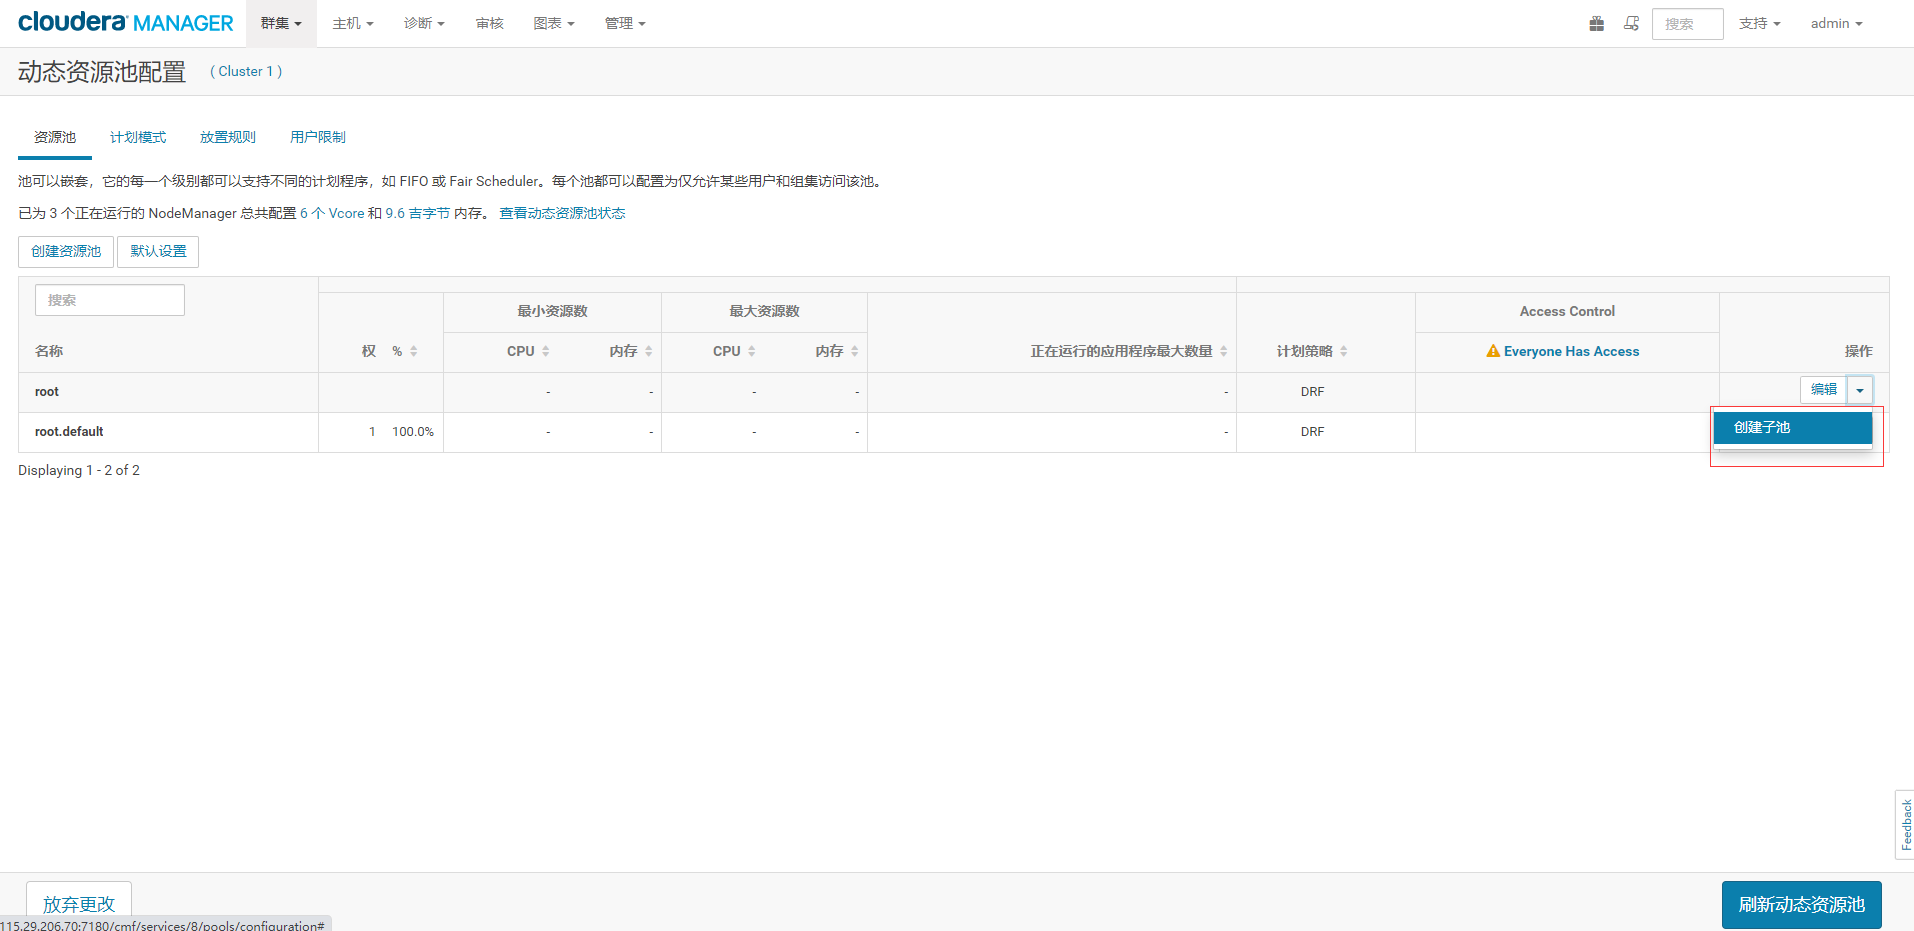 cloudera MANAGER 群集 主机 诊断 审核 图表 管理 搜索 支持 admin
动态资源池配置 ( Cluster 1 )
资源池 计划模式 放置规则 用户限制
池可以嵌套，它的每一个级别都可以支持不同的计划程序，如 FIFO 或 Fair Scheduler。每个池都可以配置为仅允许某些用户和组集访问该池。
已为 3 个正在运行的 NodeManager 总共配置 6 个 Vcore 和 9.6 吉字节 内存。 查看动态资源池状态
创建资源池 默认设置
搜索
最小资源数 最大资源数 Access Control
名称 权 % CPU 内存 CPU 内存 正在运行的应用程序最大数量 计划策略 Everyone Has Access 操作
root - - - - - DRF 编辑
root.default 1 100.0% - - - - - DRF
创建子池
Displaying 1 - 2 of 2
Feedback
放弃更改 刷新动态资源池
115.29.206.70:7180/cmf/services/8/pools/configuration#